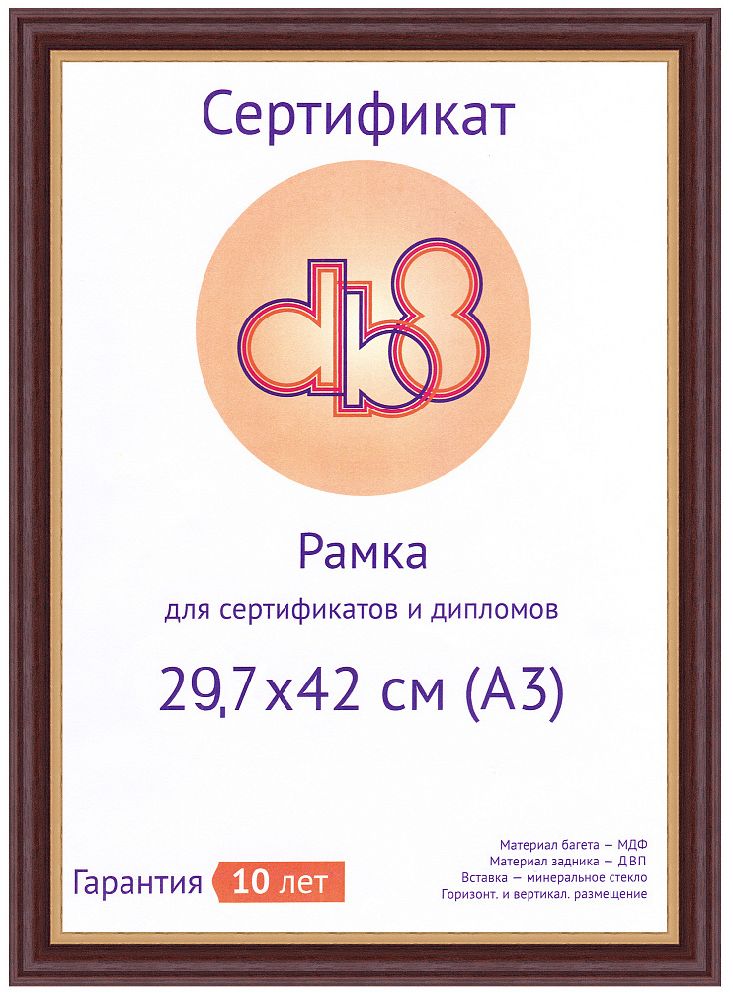 Сертификат
db8
Рамка
для сертификатов и дипломов
29,7х42 см (А3)
Гарантия 10 лет
Материал багета — МДФ
Материал задника — ДВП
Вставка — минеральное стекло
Горизонт. и вертикал. размещение